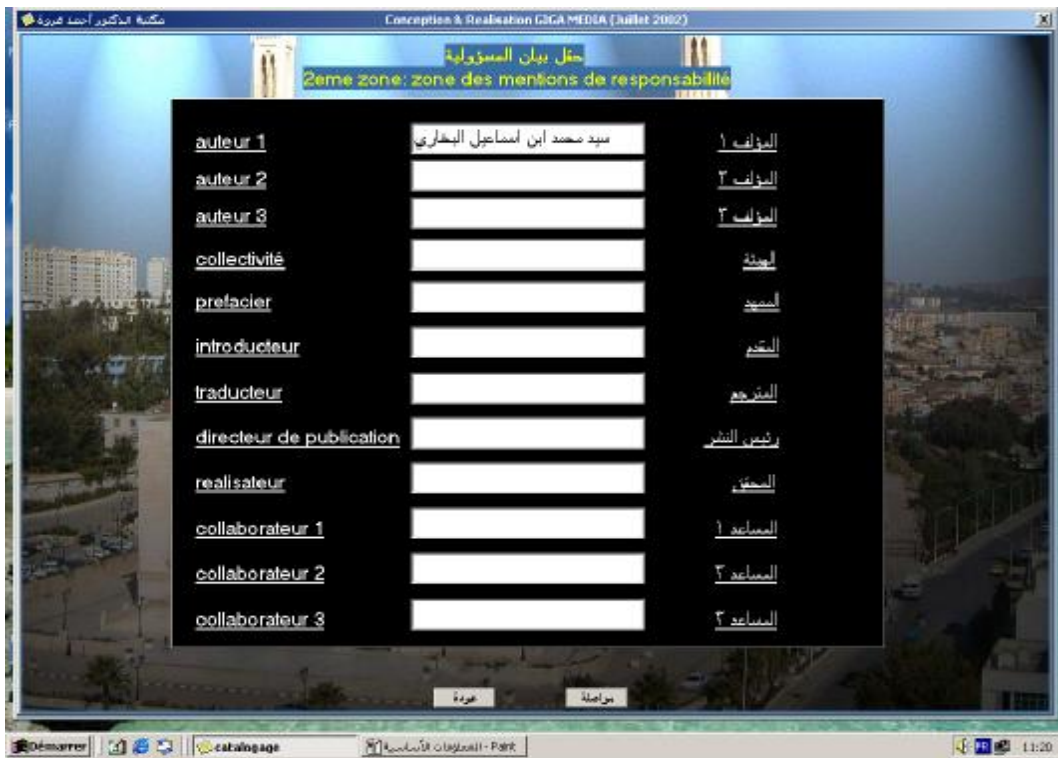 مكتبة الدكتور أحمد عروة
Conception & Realisation GIGA MEDIA (Juillet 2002)
حقل بيان المسؤولية
2eme zone: zone des mentions de responsabilité
auteur 1 سيد محمد ابن اسماعيل البخاري المؤلف ١
auteur 2 المؤلف ٢
auteur 3 المؤلف ٣
collectivité الهيئة
prefacier الممهد
introducteur المقدم
traducteur المترجم
directeur de publication رئيس النشر
realisateur المحقق
collaborateur 1 المساعد ١
collaborateur 2 المساعد ٢
collaborateur 3 المساعد ٣
عودة مواصلة
Démarrer catalogage المعلومات الأساسية - Paint FR 11:20